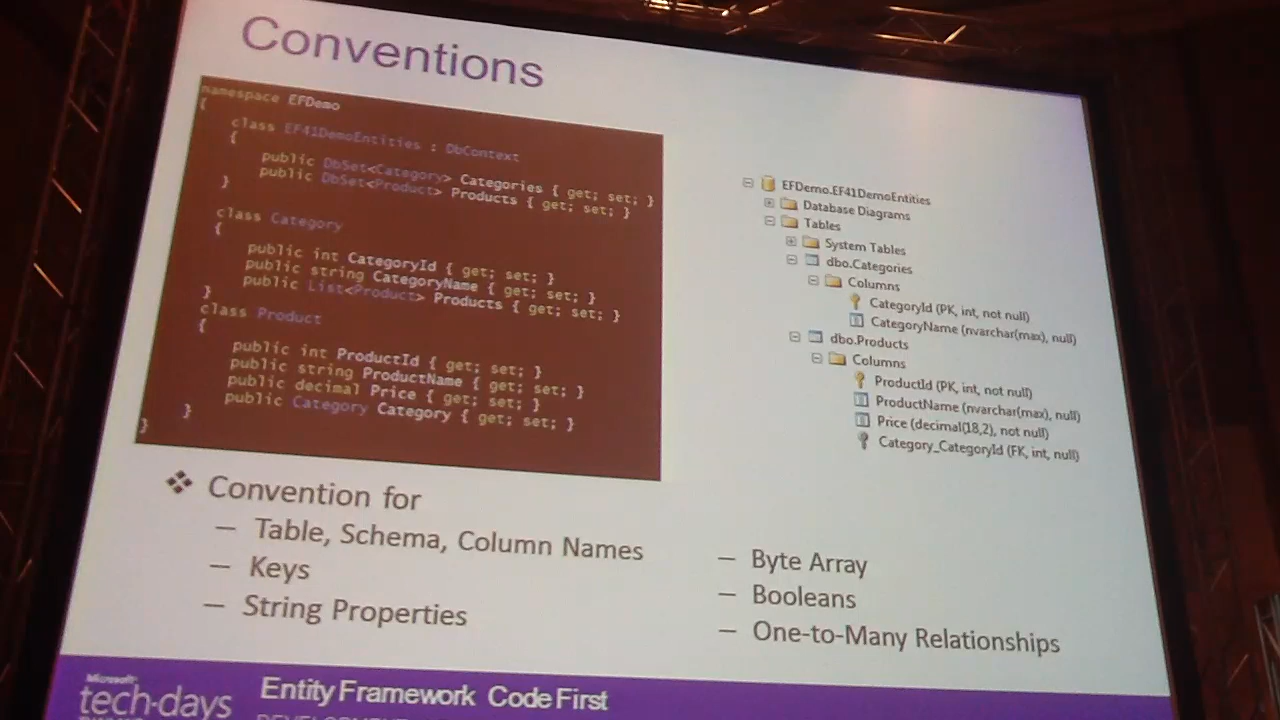 Conventions
namespace EFDemo
{
class EF41DemoEntities : DbContext
{
public DbSet<Category> Categories { get; set; }
public DbSet<Product> Products { get; set; }
}
class Category
{
public int CategoryId { get; set; }
public string CategoryName { get; set; }
public List<Product> Products { get; set; }
}
class Product
{
public int ProductId { get; set; }
public string ProductName { get; set; }
public decimal Price { get; set; }
public Category Category { get; set; }
}
}
EFDemo.EF41DemoEntities
Database Diagrams
Tables
System Tables
dbo.Categories
Columns
CategoryId (PK, int, not null)
CategoryName (nvarchar(max), null)
dbo.Products
Columns
ProductId (PK, int, not null)
ProductName (nvarchar(max), null)
Price (decimal(18,2), not null)
Category_CategoryId (FK, int, null)
❖ Convention for
– Table, Schema, Column Names
– Keys
– String Properties
– Byte Array
– Booleans
– One-to-Many Relationships
Microsoft
tech·days
Entity Framework Code First